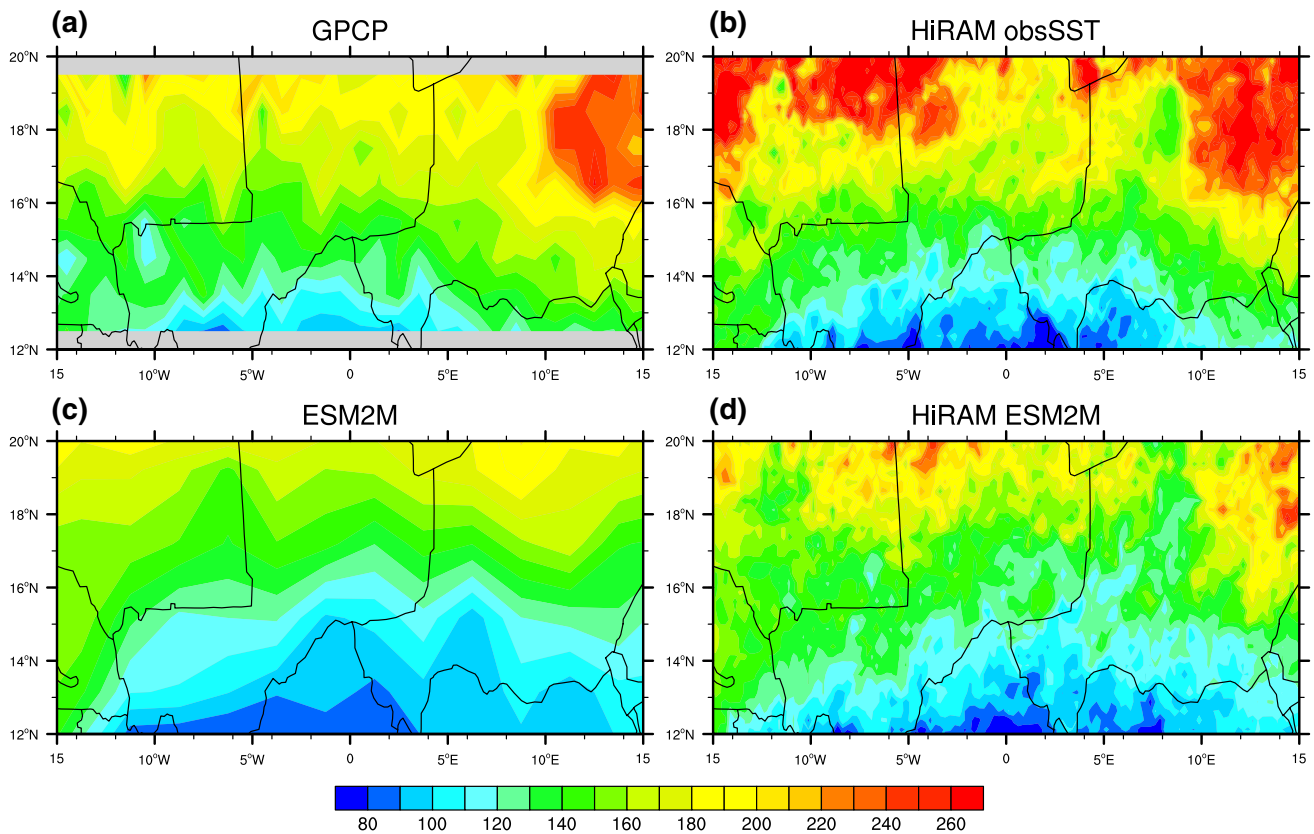 (a) GPCP
20°N
18°N
16°N
14°N
12°N
15 10°W 5°W 0 5°E 10°E 15
(b) HiRAM obsSST
20°N
18°N
16°N
14°N
12°N
15 10°W 5°W 0 5°E 10°E 15
(c) ESM2M
20°N
18°N
16°N
14°N
12°N
15 10°W 5°W 0 5°E 10°E 15
(d) HiRAM ESM2M
20°N
18°N
16°N
14°N
12°N
15 10°W 5°W 0 5°E 10°E 15
80 100 120 140 160 180 200 220 240 260